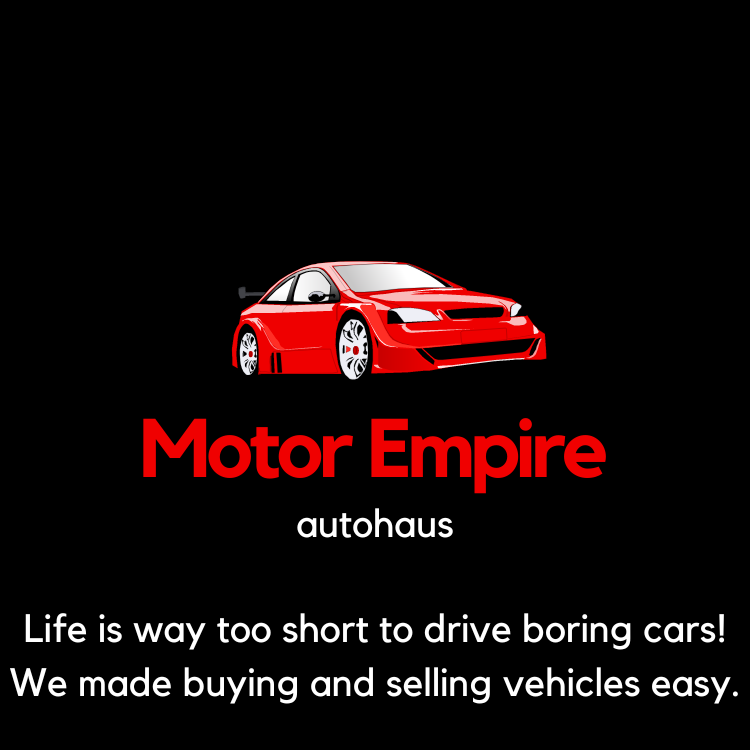 Motor Empire
autohaus
Life is way too short to drive boring cars!
We made buying and selling vehicles easy.